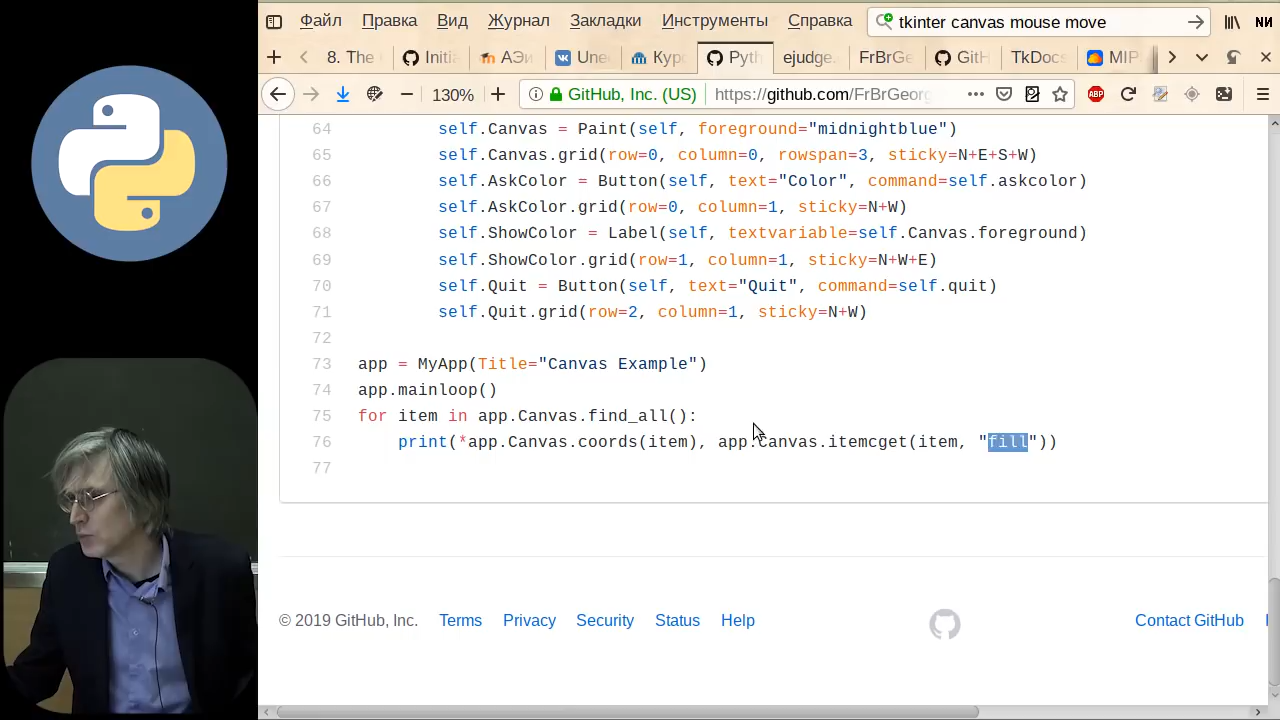 Файл Правка Вид Журнал Закладки Инструменты Справка tkinter canvas mouse move
8. The Initia АЗи Une Курс Pyth ejudge. FrBrGe GitH TkDocs MIP
130% GitHub, Inc. (US) https://github.com/FrBrGeorg ABP
64 self.Canvas = Paint(self, foreground="midnightblue")
65 self.Canvas.grid(row=0, column=0, rowspan=3, sticky=N+E+S+W)
66 self.AskColor = Button(self, text="Color", command=self.askcolor)
67 self.AskColor.grid(row=0, column=1, sticky=N+W)
68 self.ShowColor = Label(self, textvariable=self.Canvas.foreground)
69 self.ShowColor.grid(row=1, column=1, sticky=N+W+E)
70 self.Quit = Button(self, text="Quit", command=self.quit)
71 self.Quit.grid(row=2, column=1, sticky=N+W)
72
73 app = MyApp(Title="Canvas Example")
74 app.mainloop()
75 for item in app.Canvas.find_all():
76 print(*app.Canvas.coords(item), app.Canvas.itemcget(item, "fill"))
77
© 2019 GitHub, Inc. Terms Privacy Security Status Help Contact GitHub